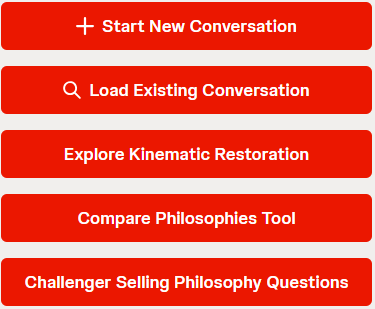 Start New Conversation
Load Existing Conversation
Explore Kinematic Restoration
Compare Philosophies Tool
Challenger Selling Philosophy Questions